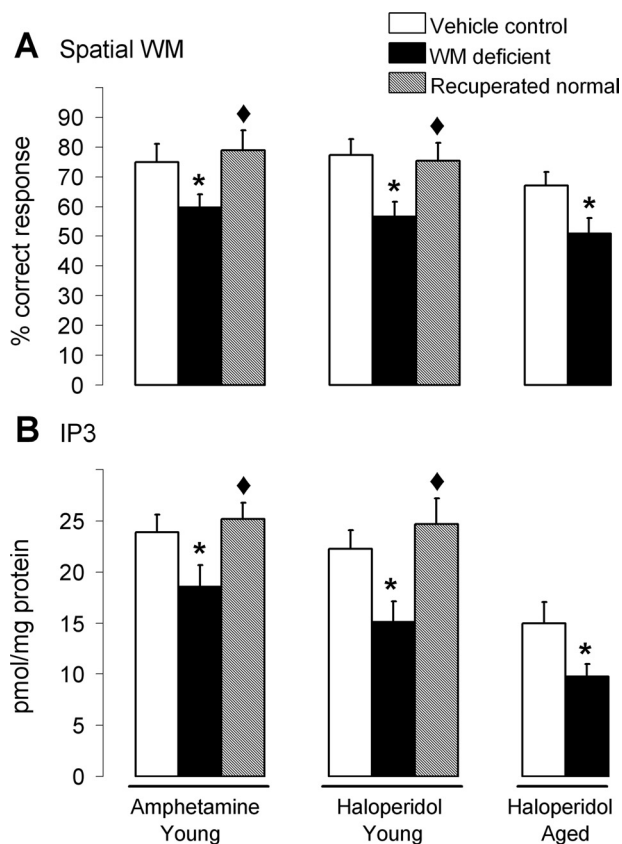 Vehicle control
WM deficient
Recuperated normal
A Spatial WM
% correct response
90
80
70
60
50
40
30
20
10
0
♦
*
♦
*
*
B IP3
pmol/mg protein
25
20
15
10
5
0
♦
*
♦
*
*
Amphetamine
Young
Haloperidol
Young
Haloperidol
Aged